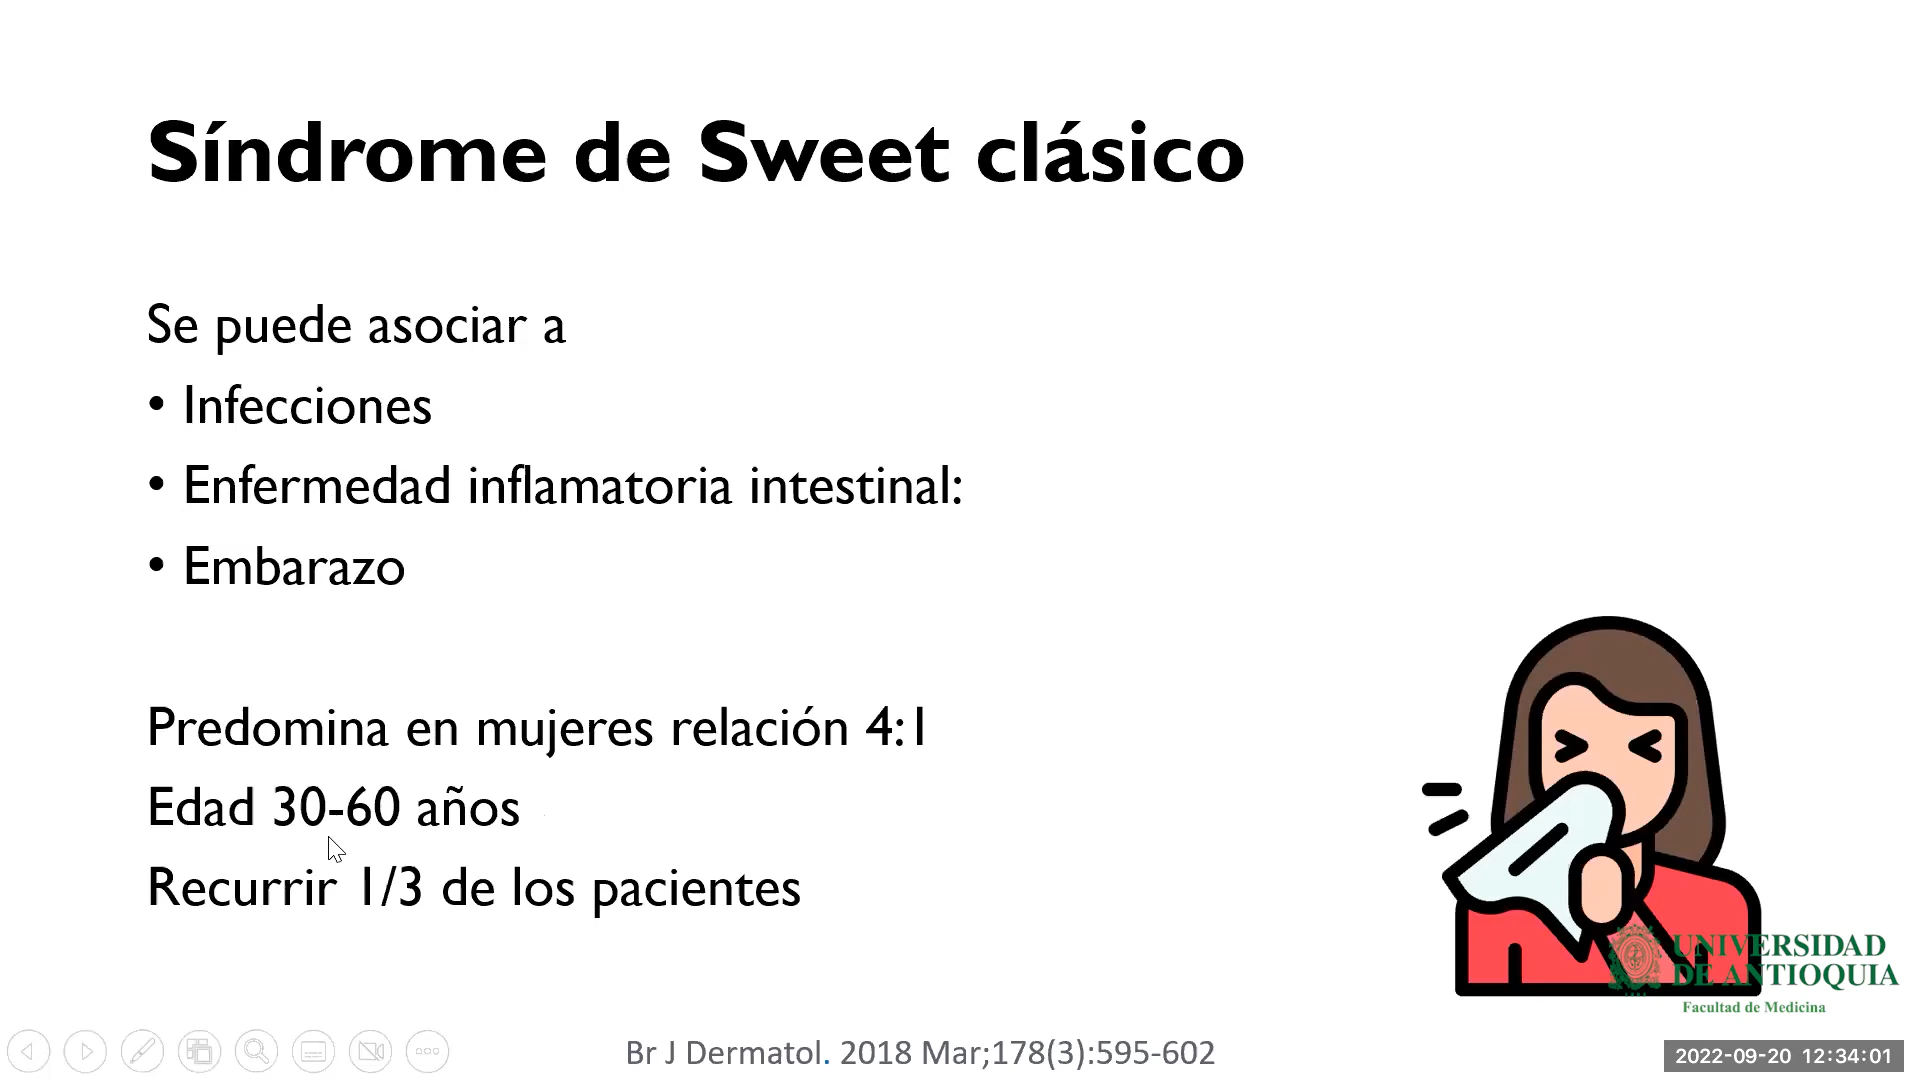 Síndrome de Sweet clásico
Se puede asociar a
• Infecciones
• Enfermedad inflamatoria intestinal:
• Embarazo
Predomina en mujeres relación 4:1
Edad 30-60 años
Recurrir 1/3 de los pacientes
UNIVERSIDAD
DE ANTIOQUIA
Facultad de Medicina
Br J Dermatol. 2018 Mar;178(3):595-602
2022-09-20 12:34:01